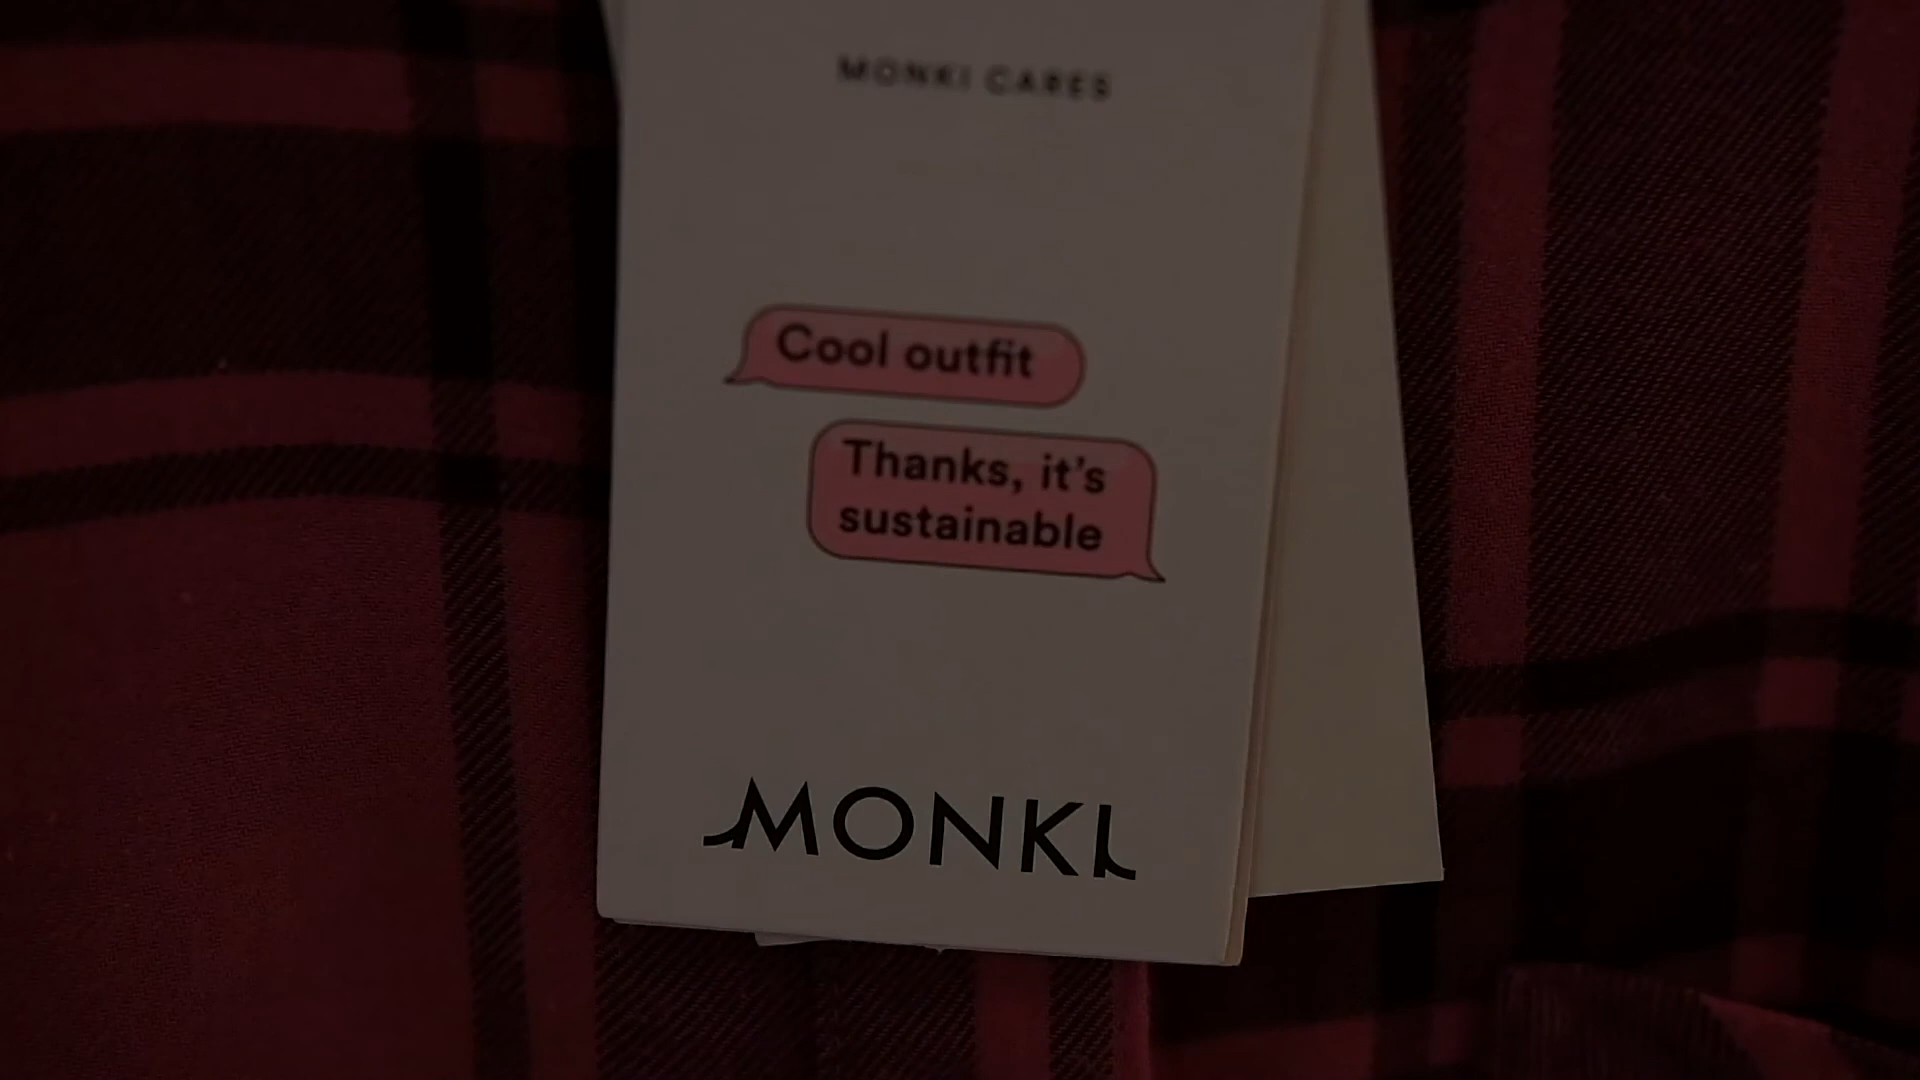 MONKI CARES
Cool outfit
Thanks, it's
sustainable
MONKI